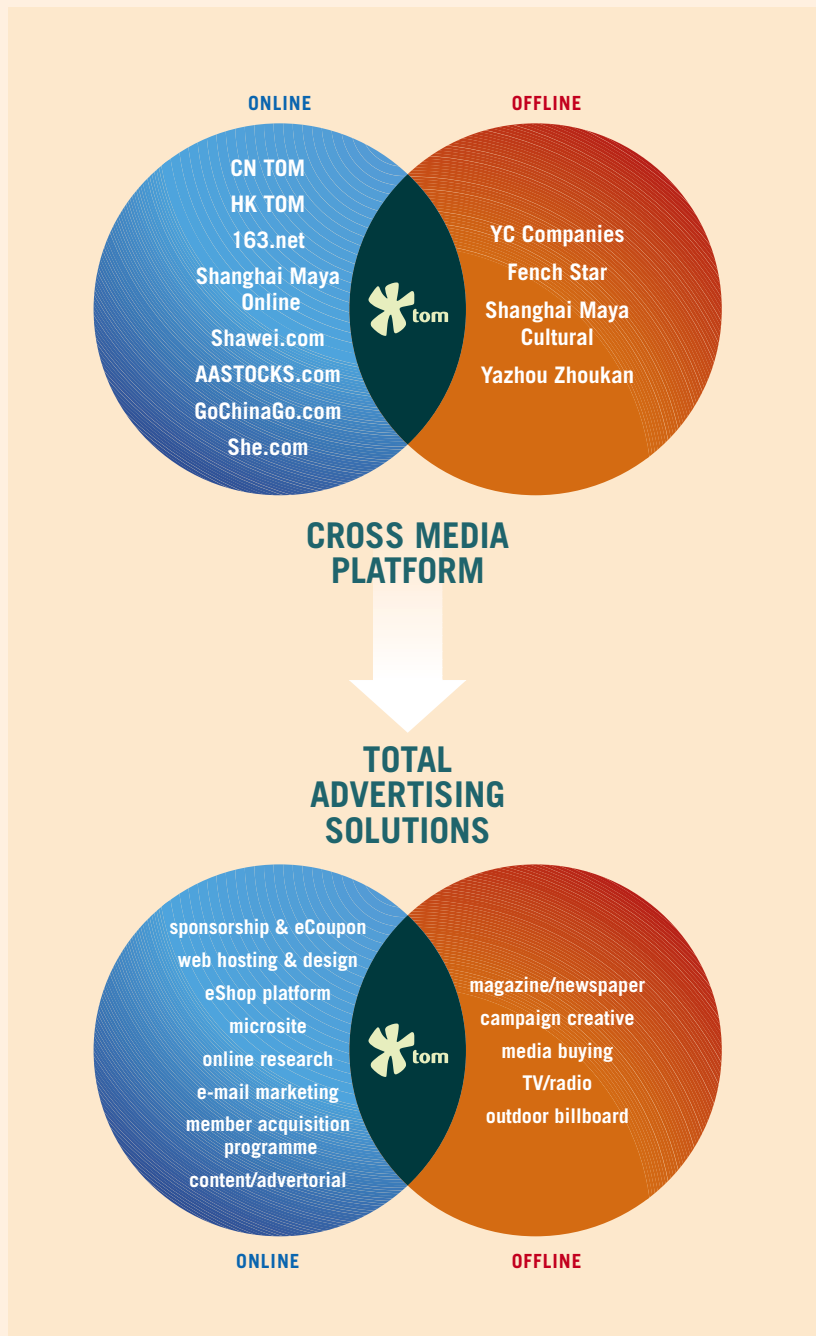 ONLINE
OFFLINE
CN TOM
HK TOM
163.net
Shanghai Maya
Online
Shawei.com
AASTOCKS.com
GoChinaGo.com
She.com
tom
YC Companies
Fench Star
Shanghai Maya
Cultural
Yazhou Zhoukan
CROSS MEDIA
PLATFORM
TOTAL
ADVERTISING
SOLUTIONS
sponsorship & eCoupon
web hosting & design
eShop platform
microsite
online research
e-mail marketing
member acquisition
programme
content/advertorial
tom
magazine/newspaper
campaign creative
media buying
TV/radio
outdoor billboard
ONLINE
OFFLINE